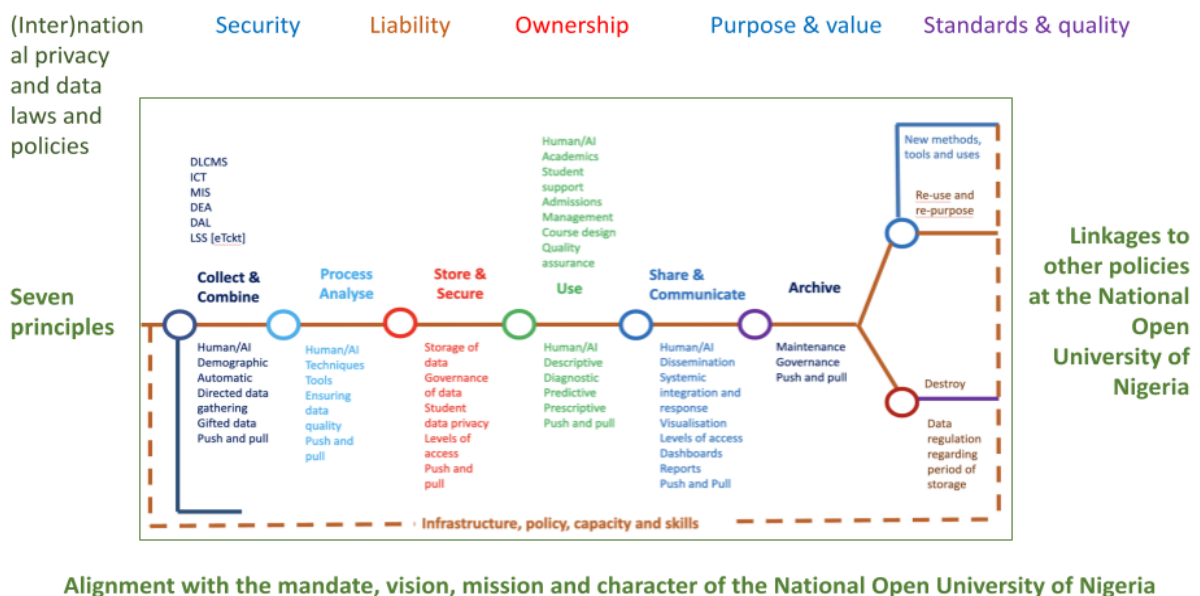 (Inter)nation
al privacy
and data
laws and
policies
Security
Liability
Ownership
Purpose & value
Standards & quality
Seven
principles
DLCMS
ICT
MIS
DEA
DAL
LSS [eTckt]
Collect &
Combine
Human/AI
Demographic
Automatic
Directed data
gathering
Gifted data
Push and pull
Process
Analyse
Human/AI
Techniques
Tools
Ensuring
data
quality
Push and
pull
Store &
Secure
Storage of
data
Governance
of data
Student
data privacy
Levels of
access
Push and
pull
Human/AI
Academics
Student
support
Admissions
Management
Course design
Quality
assurance
Use
Human/AI
Descriptive
Diagnostic
Predictive
Prescriptive
Push and pull
Share &
Communicate
Human/AI
Dissemination
Systemic
integration and
response
Visualisation
Levels of access
Dashboards
Reports
Push and Pull
Archive
Maintenance
Governance
Push and pull
New methods,
tools and uses
Re-use and
re-purpose
Destroy
Data
regulation
regarding
period of
storage
Infrastructure, policy, capacity and skills
Linkages to
other policies
at the National
Open
University of
Nigeria
Alignment with the mandate, vision, mission and character of the National Open University of Nigeria